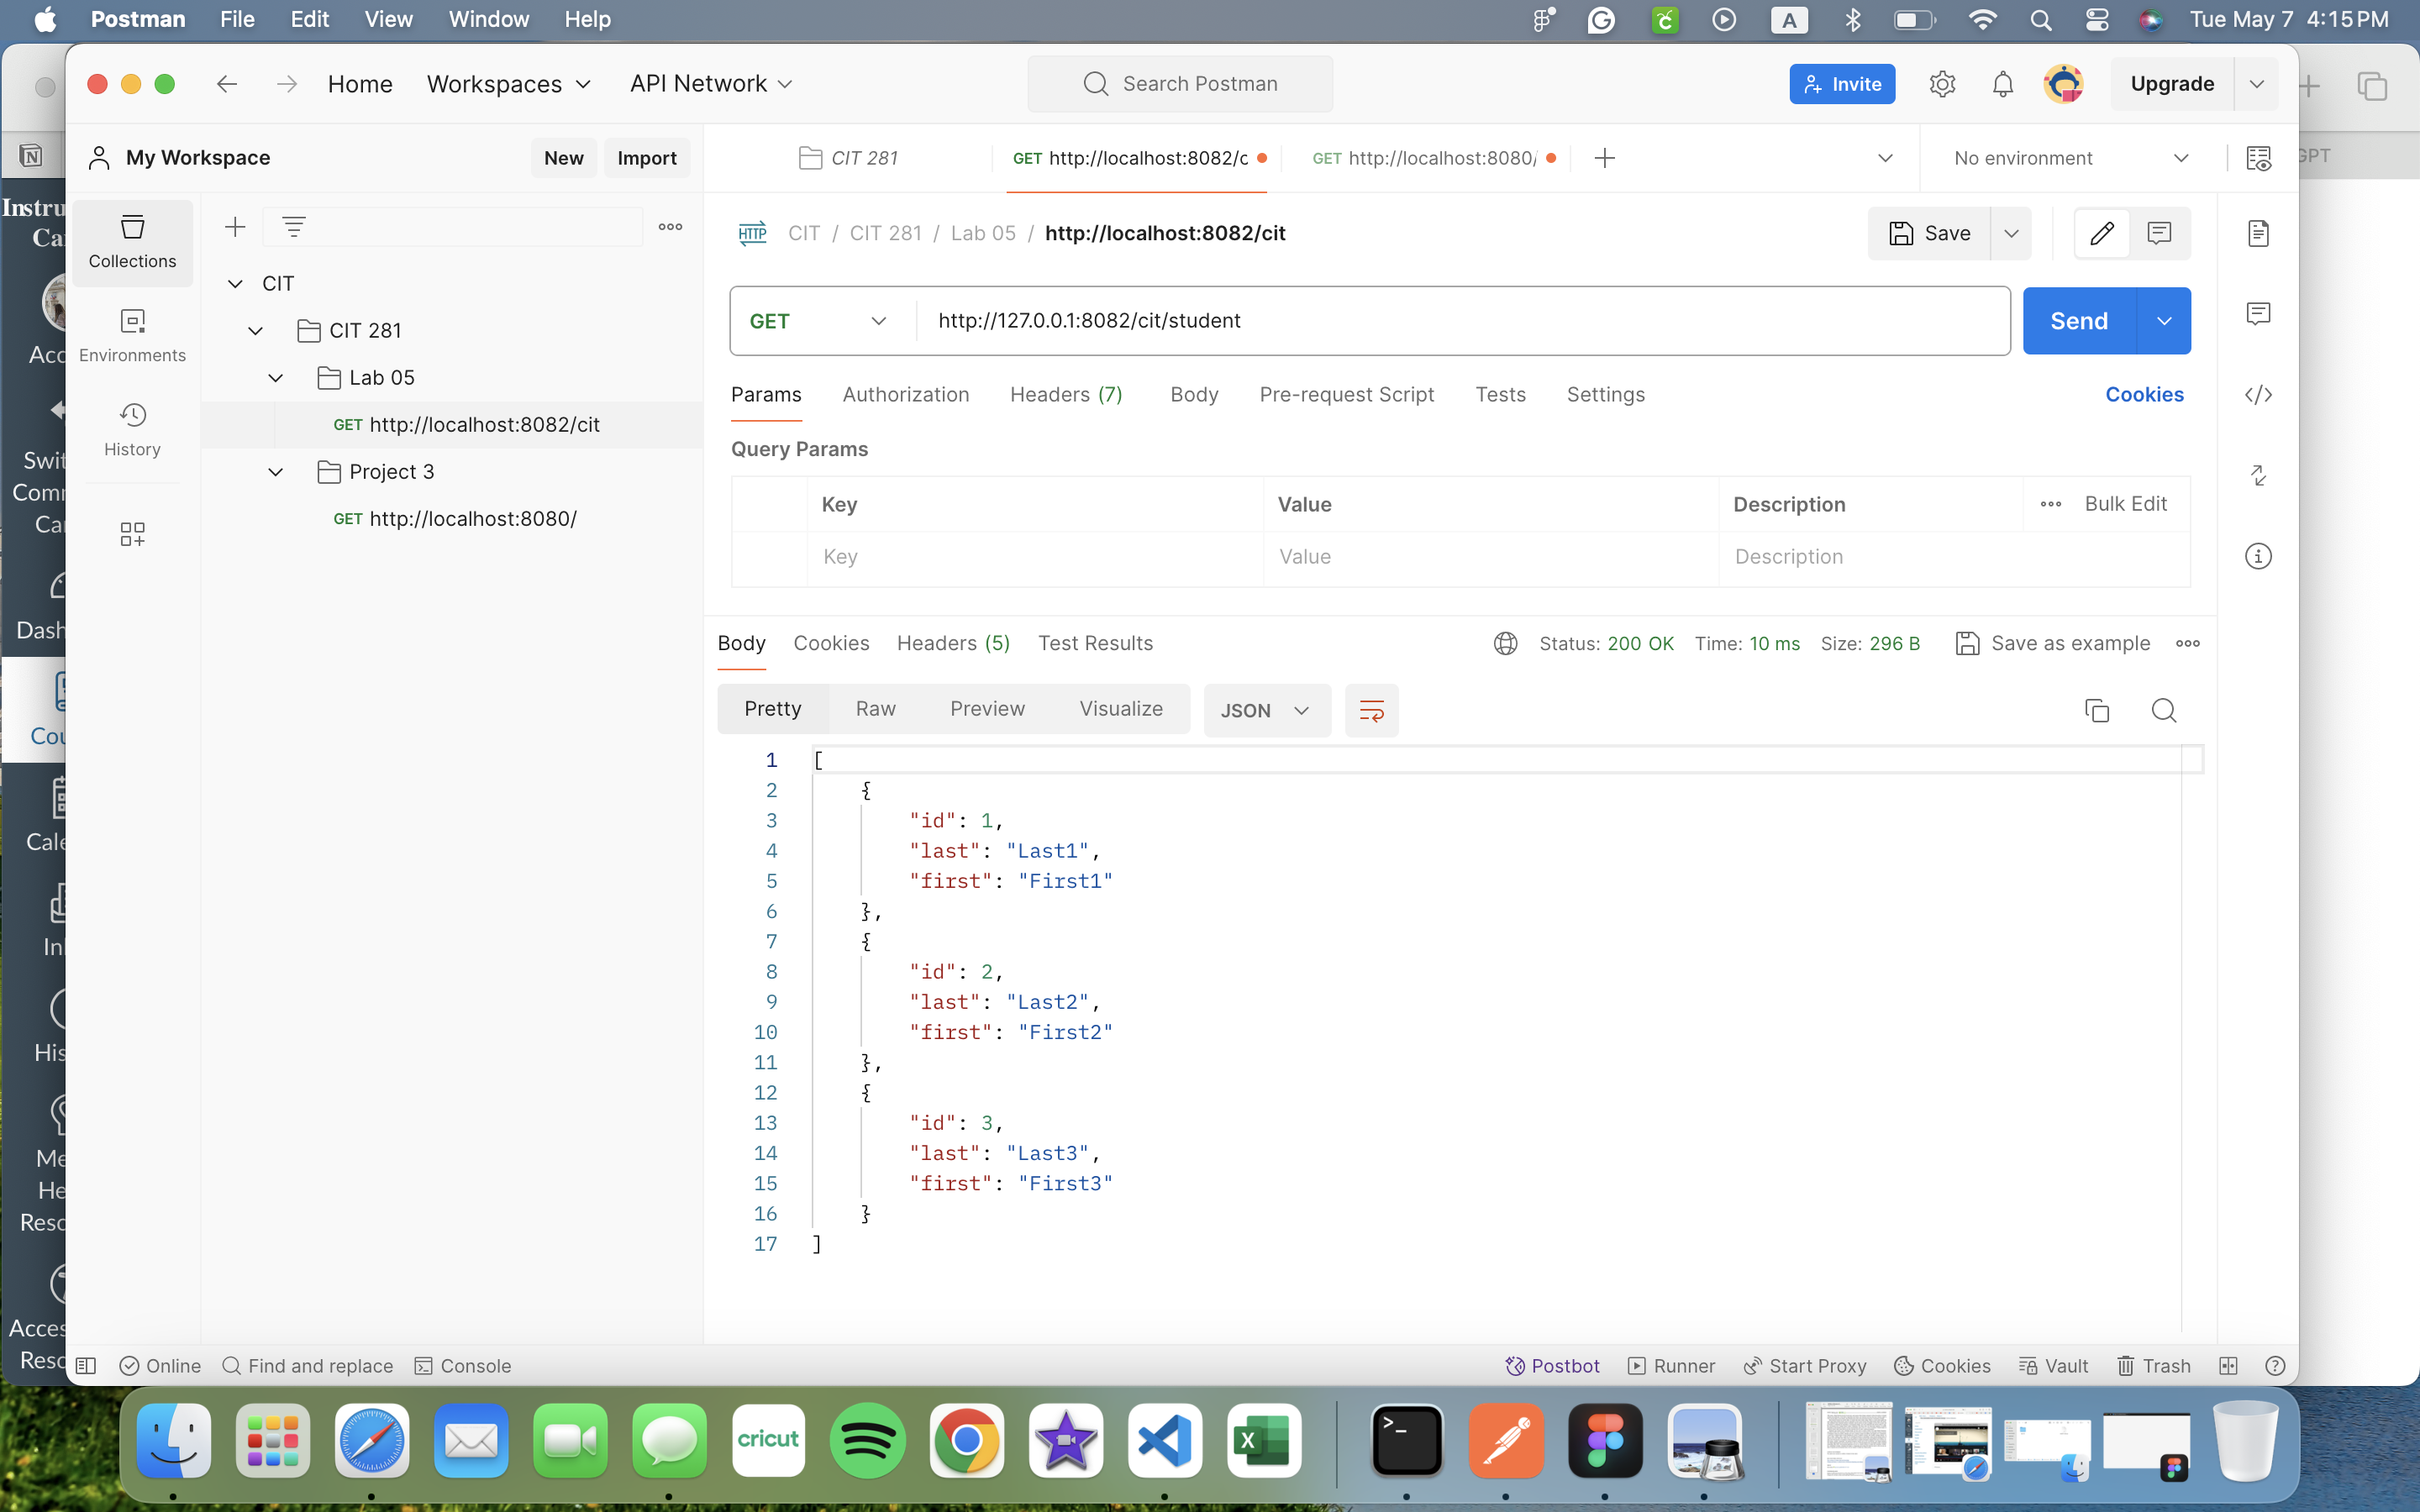 Postman File Edit View Window Help
A
Tue May 7 4:15 PM
Home Workspaces API Network
Search Postman
Invite
Upgrade
My Workspace
New Import
CIT 281
GET http://localhost:8082/c
GET http://localhost:8080/
No environment
GPT
Instru
Ca
Acc
Swit
Comm
Ca
Dash
Cou
Cale
In
His
Me
He
Reso
Acces
Reso
Collections
Environments
History
CIT
CIT 281
Lab 05
GET http://localhost:8082/cit
Project 3
GET http://localhost:8080/
HTTP CIT / CIT 281 / Lab 05 / http://localhost:8082/cit
Save
GET http://127.0.0.1:8082/cit/student
Send
Params Authorization Headers (7) Body Pre-request Script Tests Settings Cookies
Query Params
Key Value Description Bulk Edit
Key Value Description
Body Cookies Headers (5) Test Results
Status: 200 OK Time: 10 ms Size: 296 B Save as example
Pretty Raw Preview Visualize JSON
1 [
2 {
3 "id": 1,
4 "last": "Last1",
5 "first": "First1"
6 },
7 {
8 "id": 2,
9 "last": "Last2",
10 "first": "First2"
11 },
12 {
13 "id": 3,
14 "last": "Last3",
15 "first": "First3"
16 }
17 ]
Online Find and replace Console
Postbot Runner Start Proxy Cookies Vault Trash
cricut
X
>_